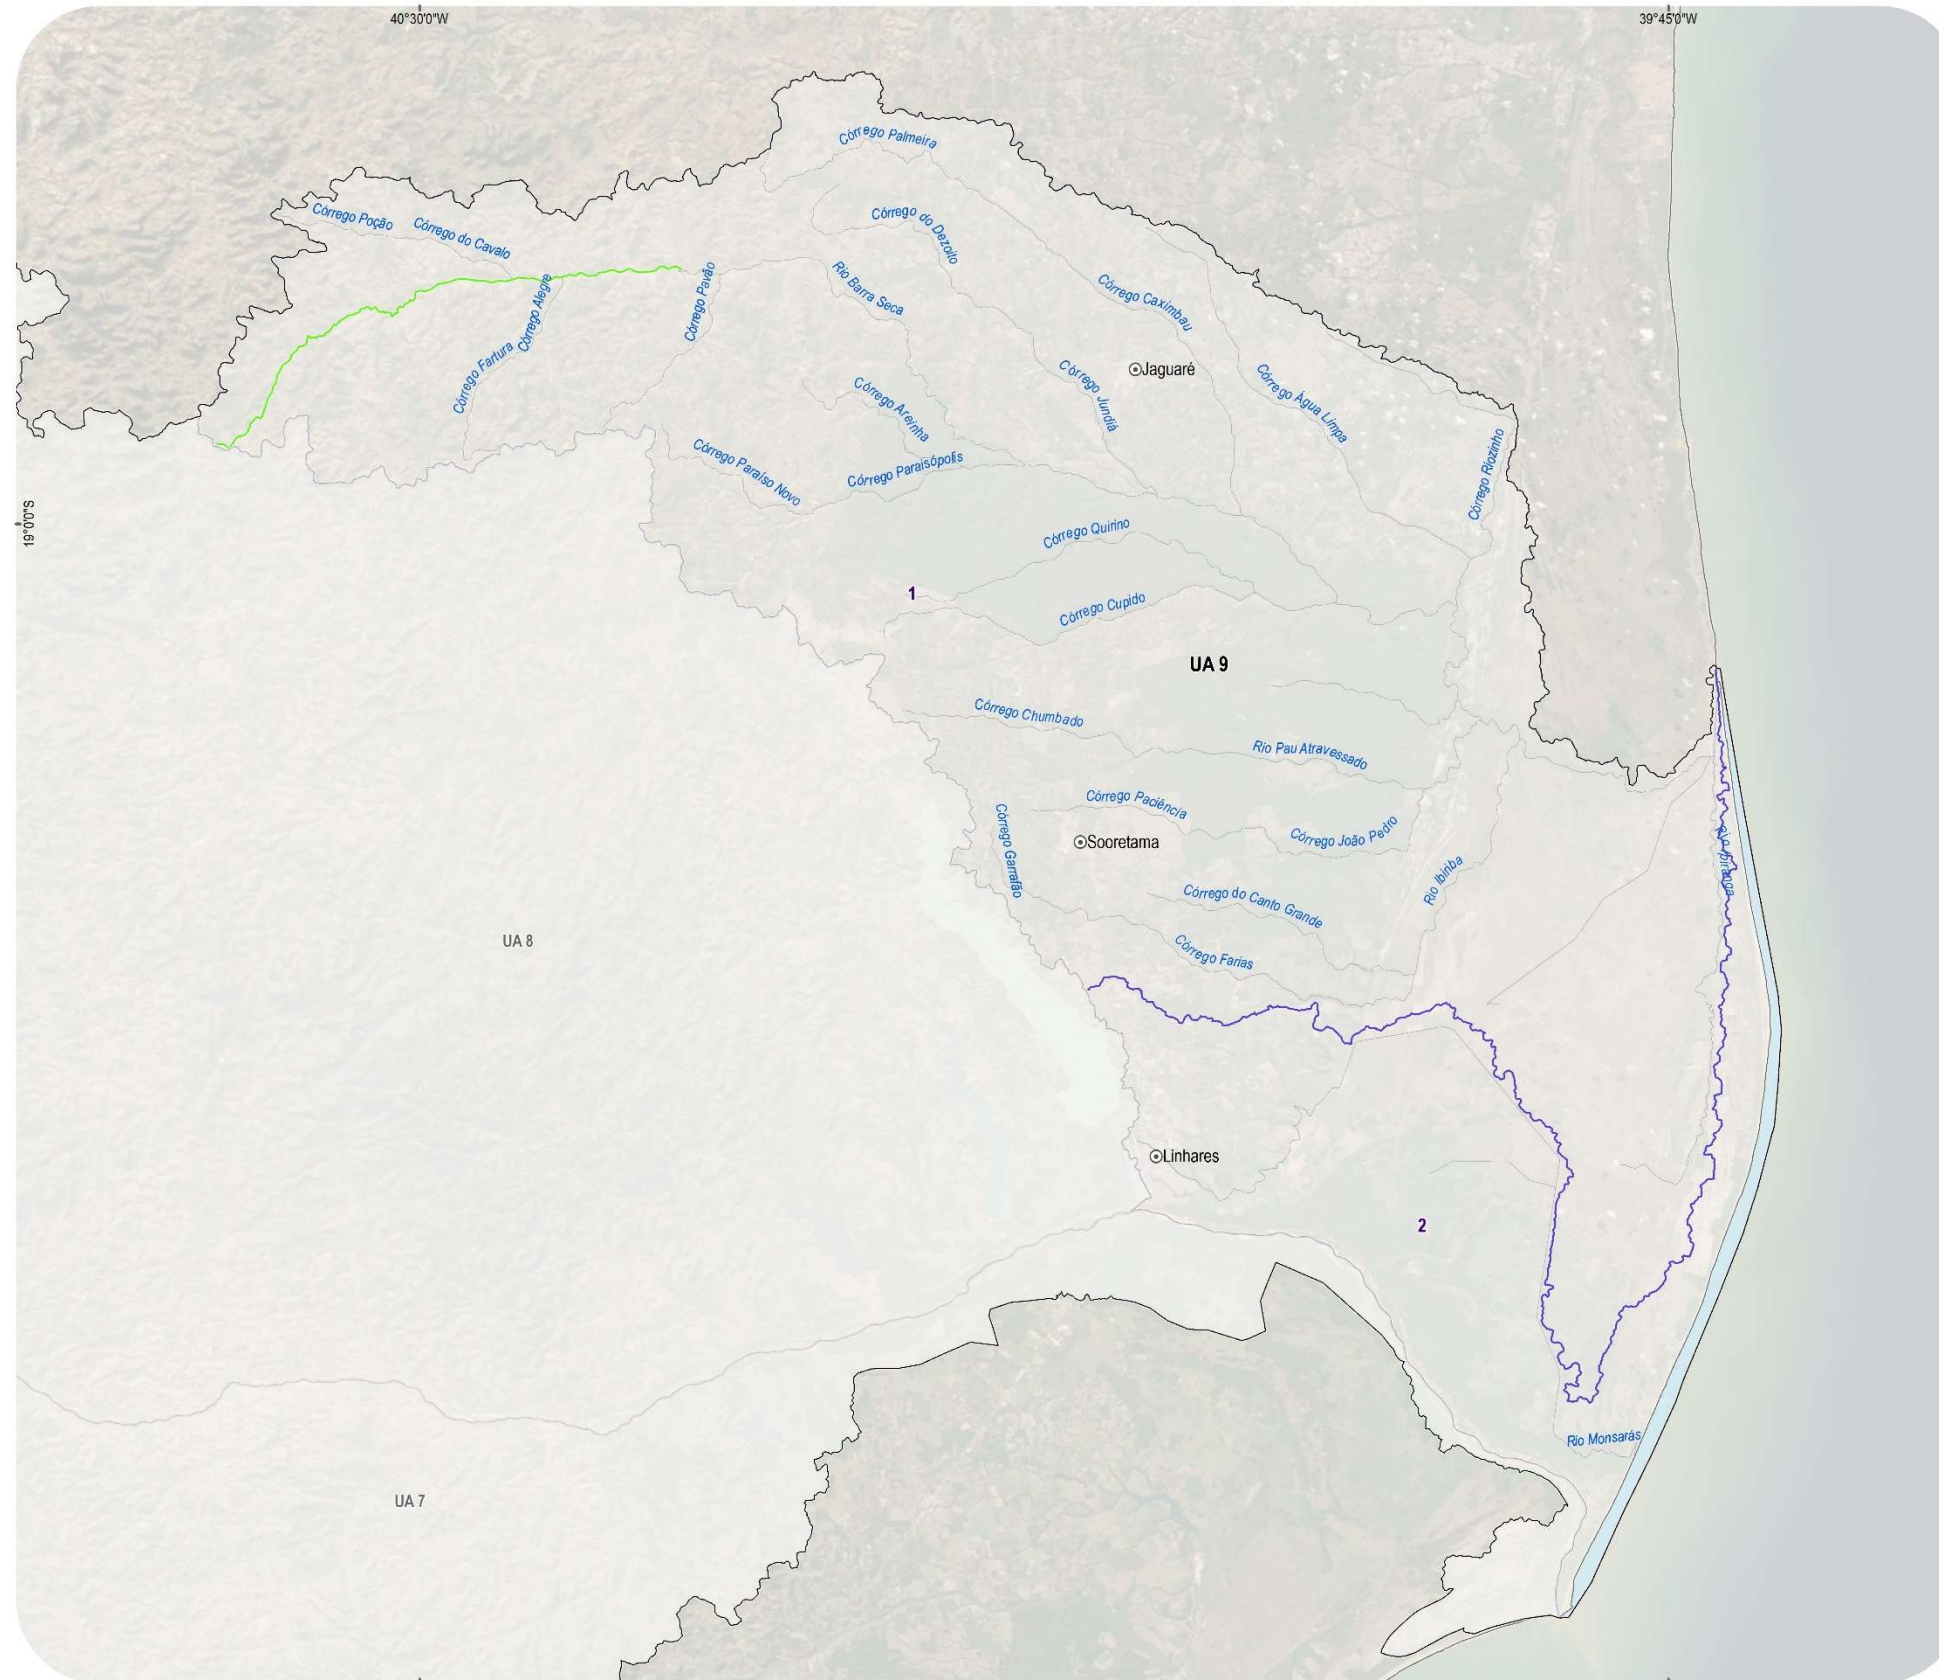 40°30'0"W
39°45'0"W
Córrego Palmeira
Córrego Poção
Córrego do Cavalo
Córrego do Dezoito
Rio Barra Seca
Córrego Pavão
Córrego Alegre
Córrego Fartura
Córrego Caximbau
Jaguaré
Córrego Jundiá
Córrego Água Limpa
Córrego Areinha
Córrego Paraíso Novo
Córrego Paraisópolis
Córrego Riozinho
19°0'0"S
Córrego Quirino
1
Córrego Cupido
UA 9
Córrego Chumbado
Rio Pau Atravessado
Córrego Paciência
Córrego João Pedro
Sooretama
Córrego Garrafão
Rio Ibiriba
Rio Ipiranga
Córrego do Canto Grande
Córrego Farias
UA 8
Linhares
2
Rio Monsarás
UA 7